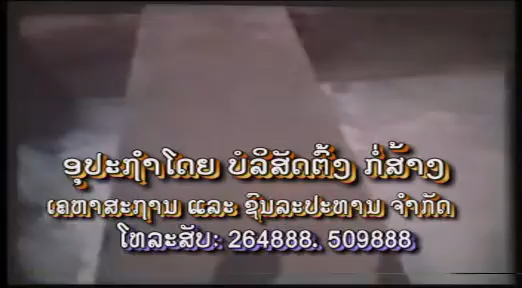 ອຸປະຖຳໂດຍ ບໍລິສັດຕັ້ງ ກໍ່ສ້າງ
ເຄຫາສະຖານ ແລະ ຊົນລະປະທານ ຈຳກັດ
ໂທລະສັບ: 264888. 509888